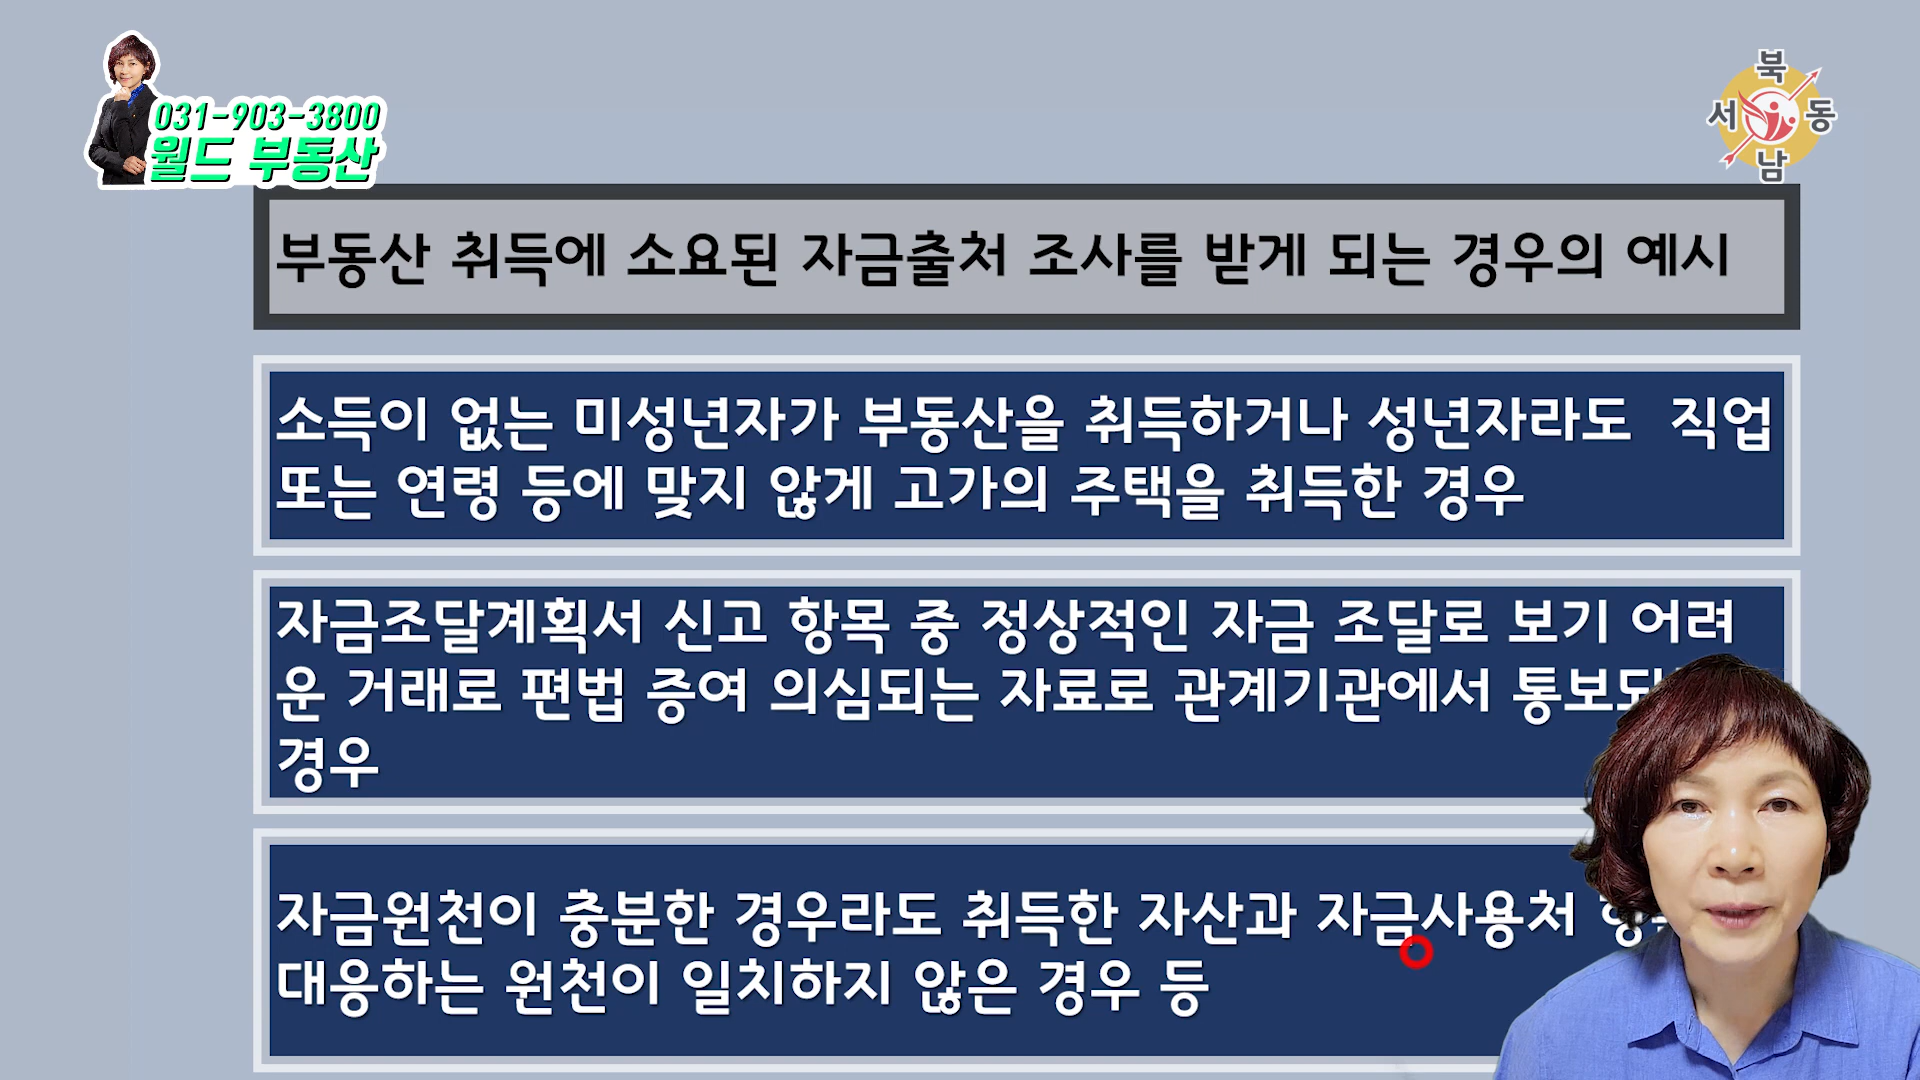 031-903-3800
월드 부동산
북
서 동
남
부동산 취득에 소요된 자금출처 조사를 받게 되는 경우의 예시
소득이 없는 미성년자가 부동산을 취득하거나 성년자라도 직업
또는 연령 등에 맞지 않게 고가의 주택을 취득한 경우
자금조달계획서 신고 항목 중 정상적인 자금 조달로 보기 어려
운 거래로 편법 증여 의심되는 자료로 관계기관에서
경우
자금원천이 충분한 경우라도 취득한 자산과 자금사용처
대응하는 원천이 일치하지 않은 경우 등